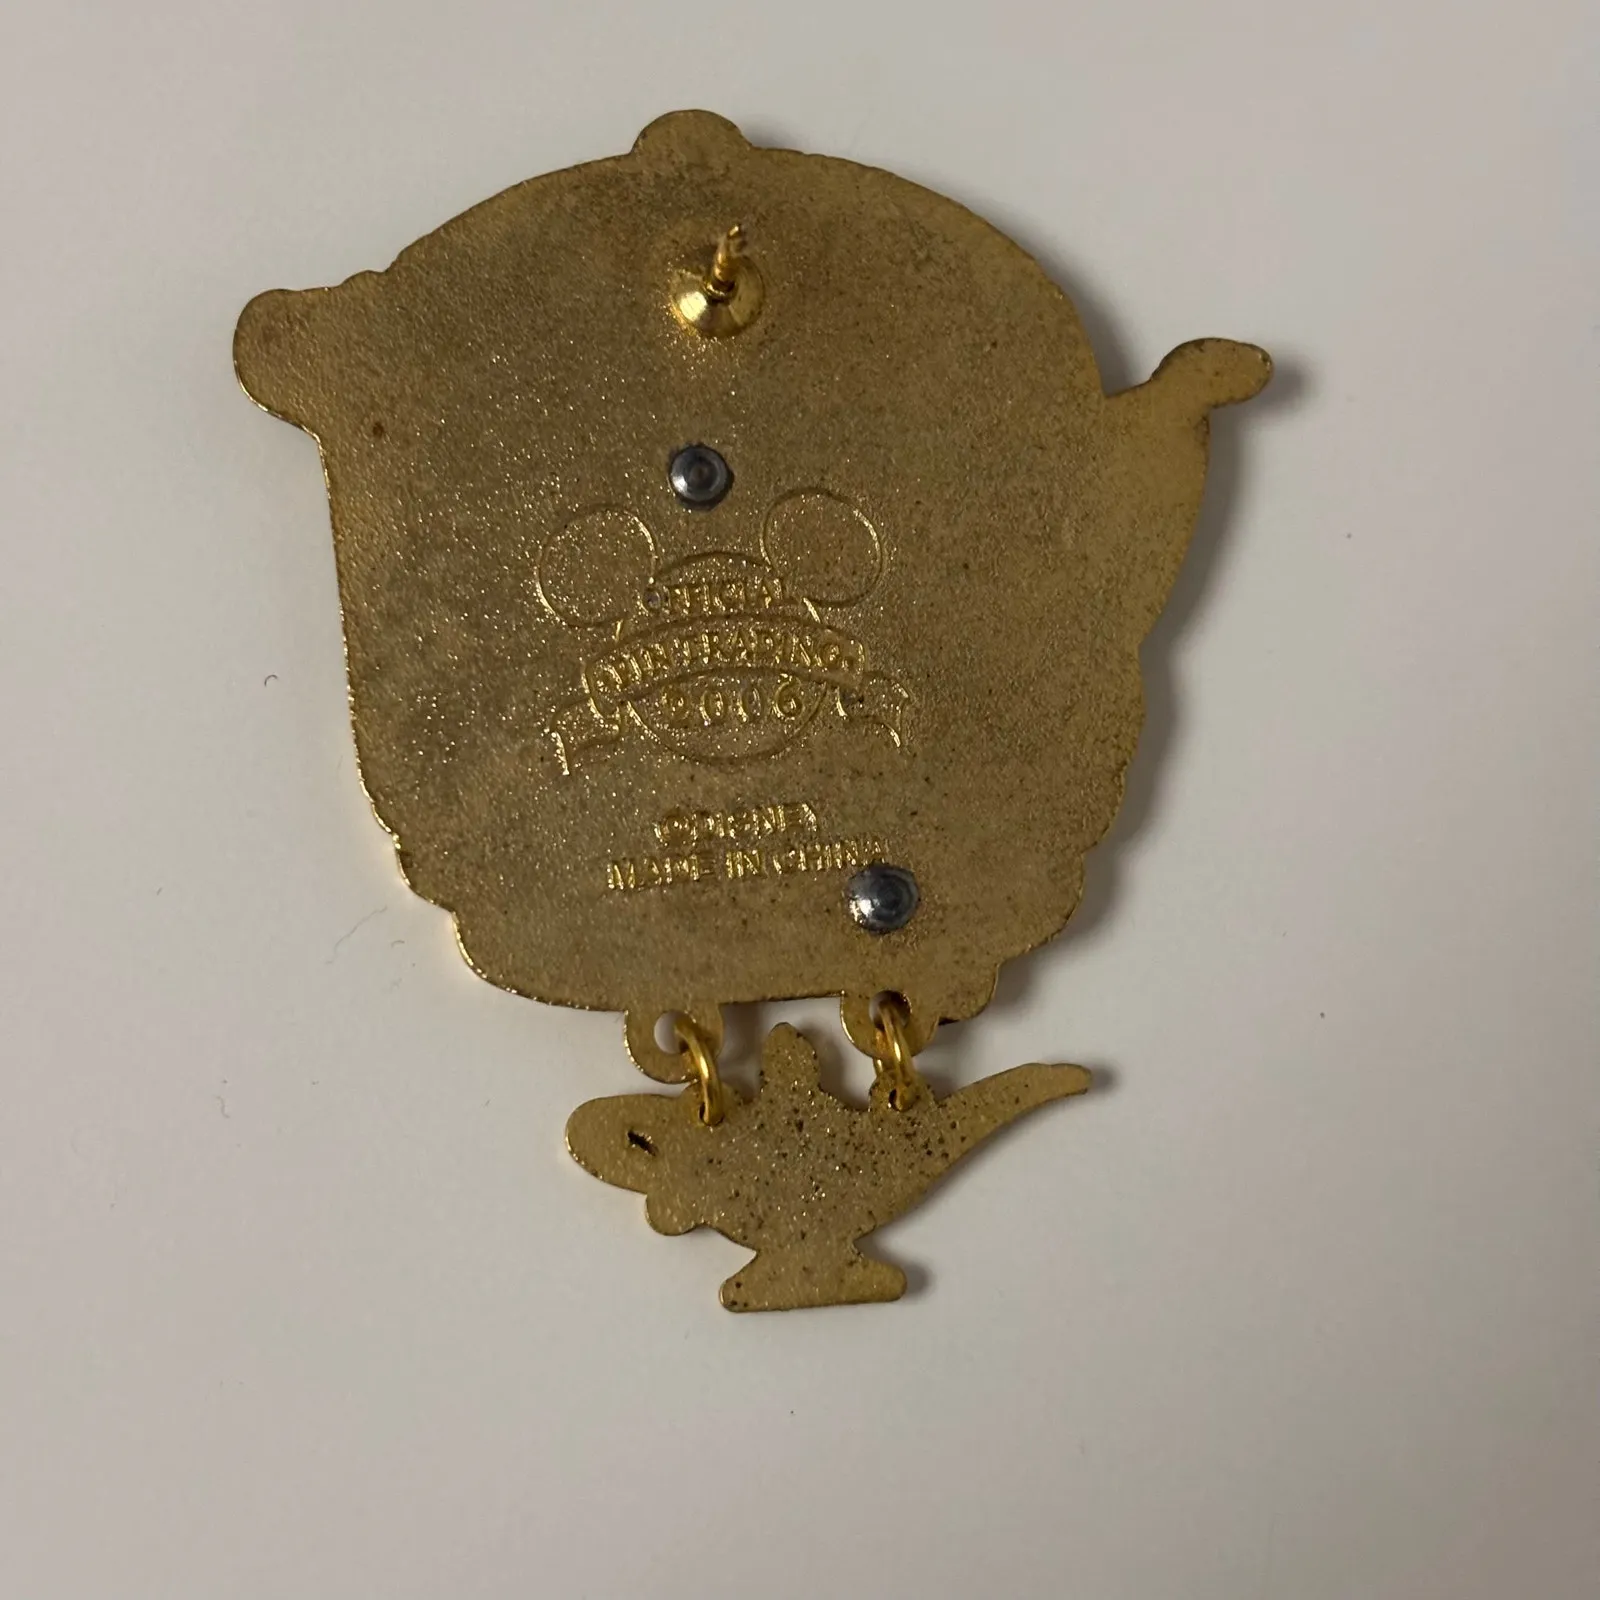 OFFICIAL
PIN TRADING
2006
©DISNEY
MADE IN CHINA